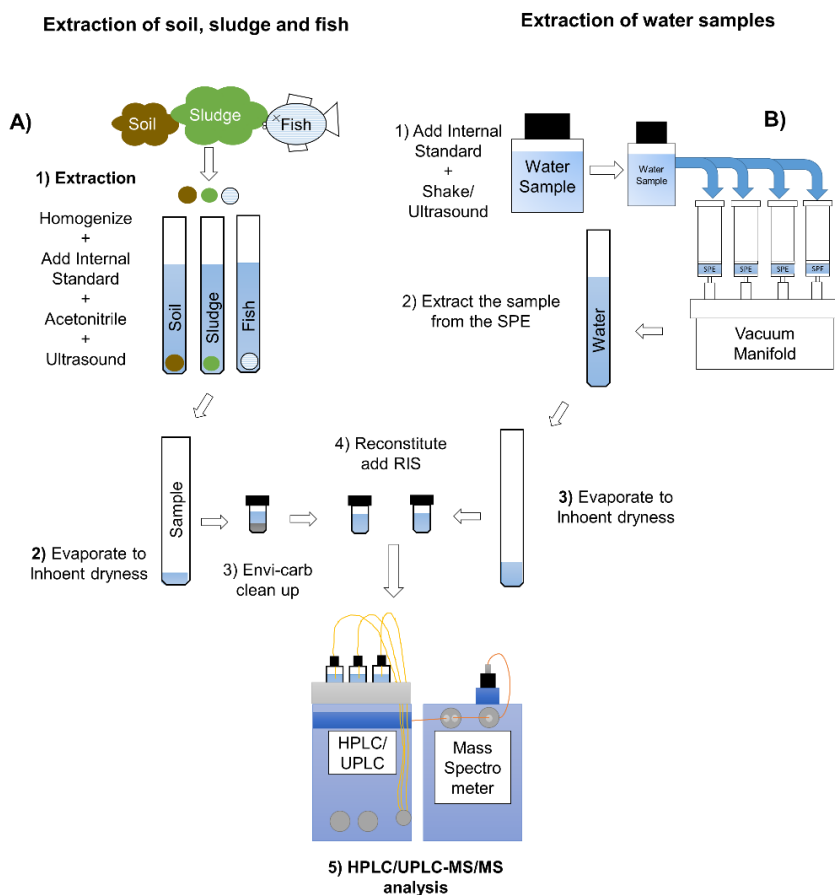 Extraction of soil, sludge and fish
Extraction of water samples
A)
Soil
Sludge
Fish
1) Extraction
Homogenize
+
Add Internal
Standard
+
Acetonitrile
+
Ultrasound
Soil
Sludge
Fish
2) Evaporate to
Inhoent dryness
Sample
3) Envi-carb
clean up
B)
1) Add Internal
Standard
+
Shake/
Ultrasound
Water
Sample
Water
Sample
SPE
SPE
SPE
SPE
Vacuum
Manifold
2) Extract the sample
from the SPE
Water
3) Evaporate to
Inhoent dryness
4) Reconstitute
add RIS
HPLC/
UPLC
Mass
Spectro
meter
5) HPLC/UPLC-MS/MS
analysis